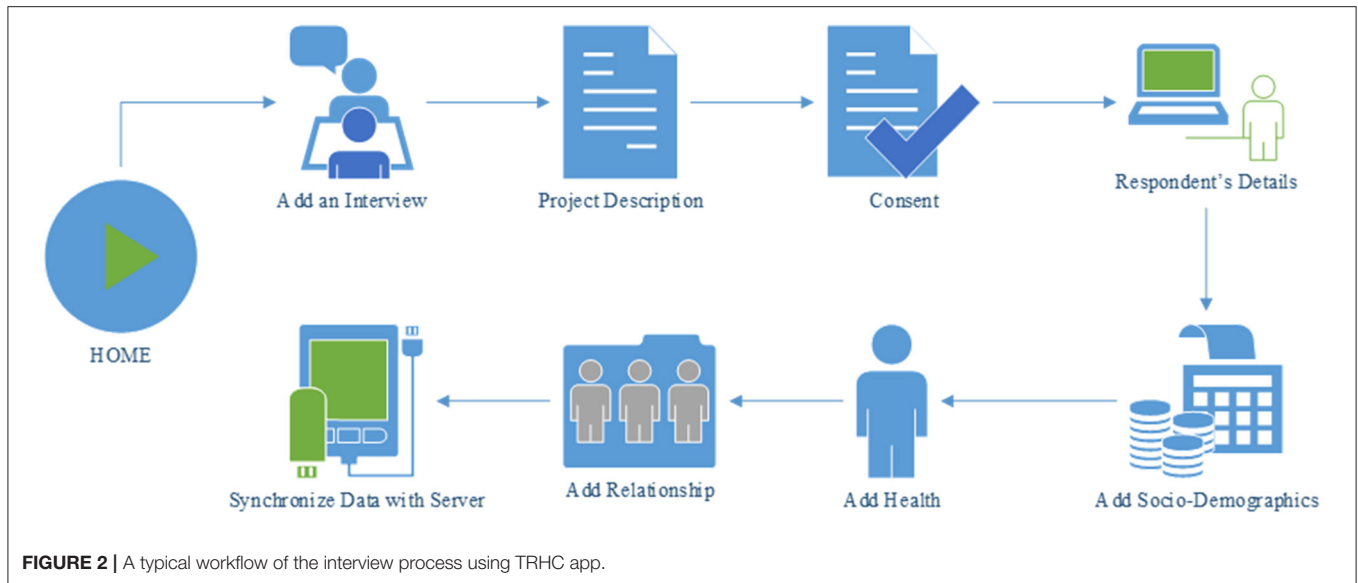 Add an Interview
Project Description
Consent
Respondent's Details
HOME
Synchronize Data with Server
Add Relationship
Add Health
Add Socio-Demographics
FIGURE 2 | A typical workflow of the interview process using TRHC app.